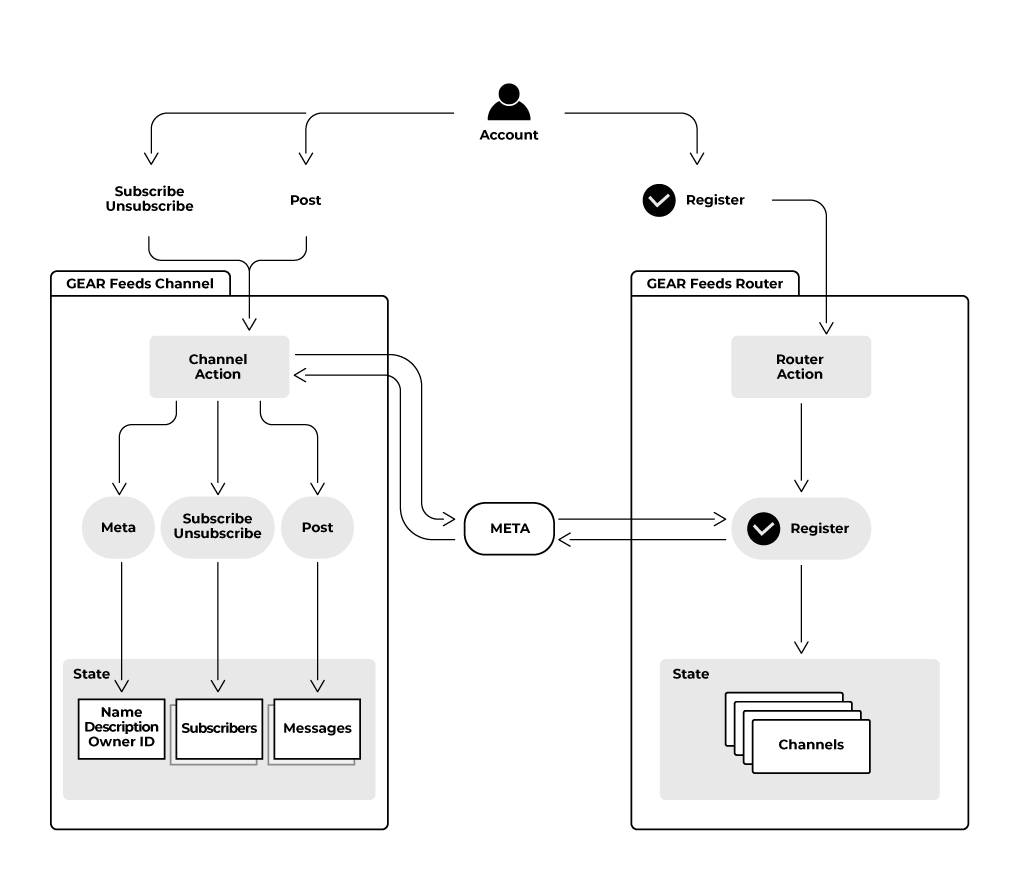 Account
Subscribe
Unsubscribe
Post
Register
GEAR Feeds Channel
GEAR Feeds Router
Channel
Action
Router
Action
Meta
Subscribe
Unsubscribe
Post
META
Register
State
Name
Description
Owner ID
Subscribers
Messages
State
Channels